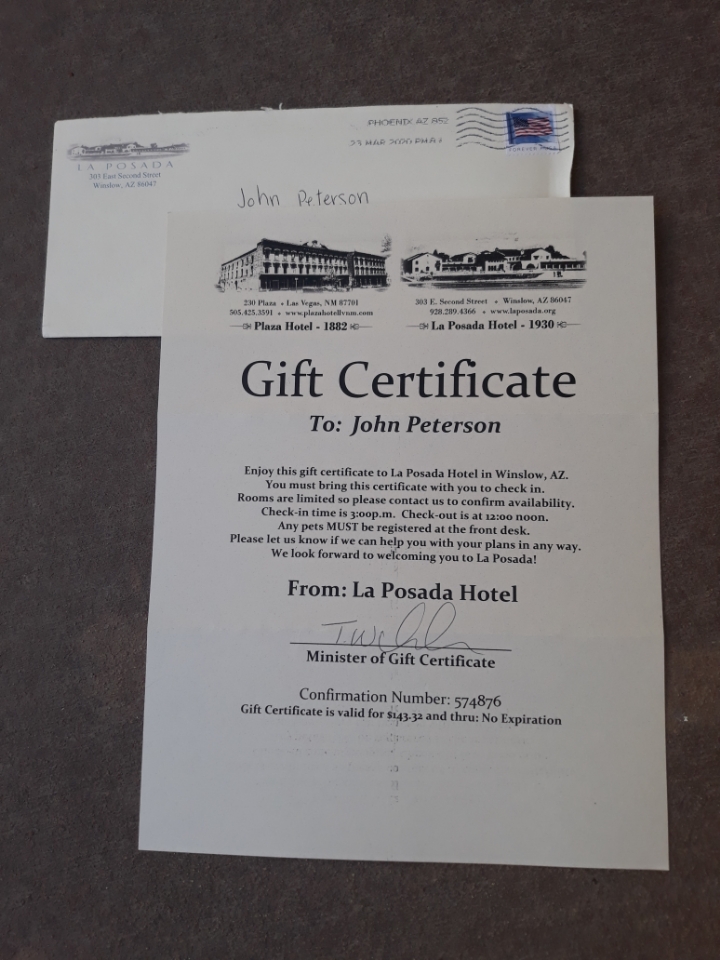 LA POSADA
303 East Second Street
Winslow, AZ 86047
PHOENIX AZ 852
23 MAR 2020 PM
FOREVER
John Peterson
230 Plaza • Las Vegas, NM 87701
505.425.3591 • www.plazahotellvnm.com
Plaza Hotel - 1882
303 E. Second Street • Winslow, AZ 86047
928.289.4366 • www.laposada.org
La Posada Hotel - 1930
Gift Certificate
To: John Peterson
Enjoy this gift certificate to La Posada Hotel in Winslow, AZ.
You must bring this certificate with you to check in.
Rooms are limited so please contact us to confirm availability.
Check-in time is 3:00p.m. Check-out is at 12:00 noon.
Any pets MUST be registered at the front desk.
Please let us know if we can help you with your plans in any way.
We look forward to welcoming you to La Posada!
From: La Posada Hotel
Minister of Gift Certificate
Confirmation Number: 574876
Gift Certificate is valid for $143.32 and thru: No Expiration